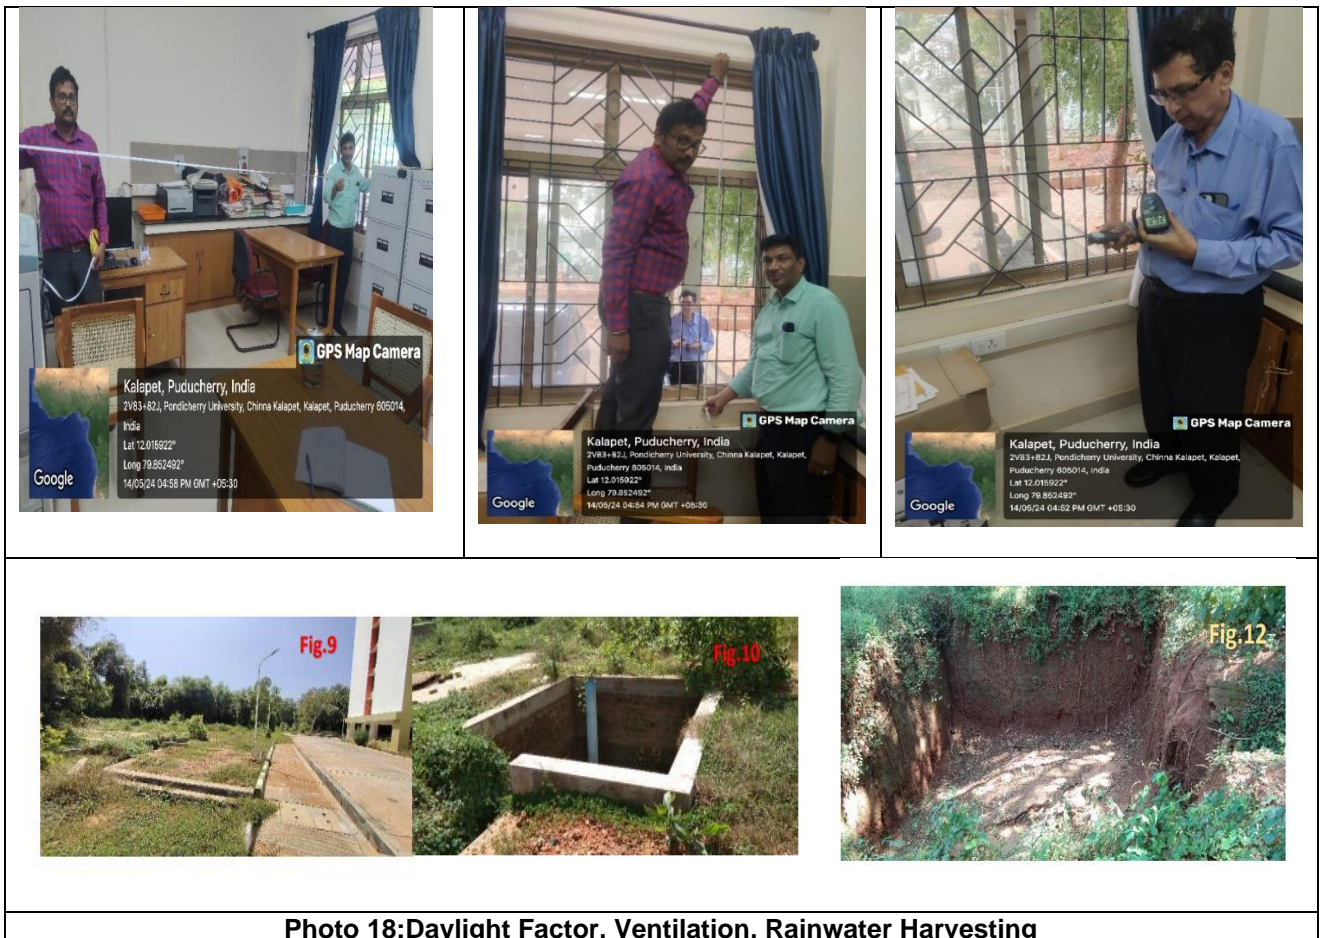 GPS Map Camera
Kalapet, Puducherry, India
2V83+82J, Pondicherry University, Chinna Kalapet, Kalapet, Puducherry 605014,
India
Lat 12.015922°
Long 79.852492°
14/05/24 04:58 PM GMT +05:30
Google
GPS Map Camera
Kalapet, Puducherry, India
2V83+82J, Pondicherry University, Chinna Kalapet, Kalapet,
Puducherry 605014, India
Lat 12.015922°
Long 79.852492°
14/05/24 04:54 PM GMT +05:30
Google
GPS Map Camera
Kalapet, Puducherry, India
2V83+82J, Pondicherry University, Chinna Kalapet, Kalapet,
Puducherry 605014, India
Lat 12.015922°
Long 79.852492°
14/05/24 04:52 PM GMT +05:30
Google
Fig.9
Fig.10
Fig.12
Photo 18:Daylight Factor, Ventilation, Rainwater Harvesting